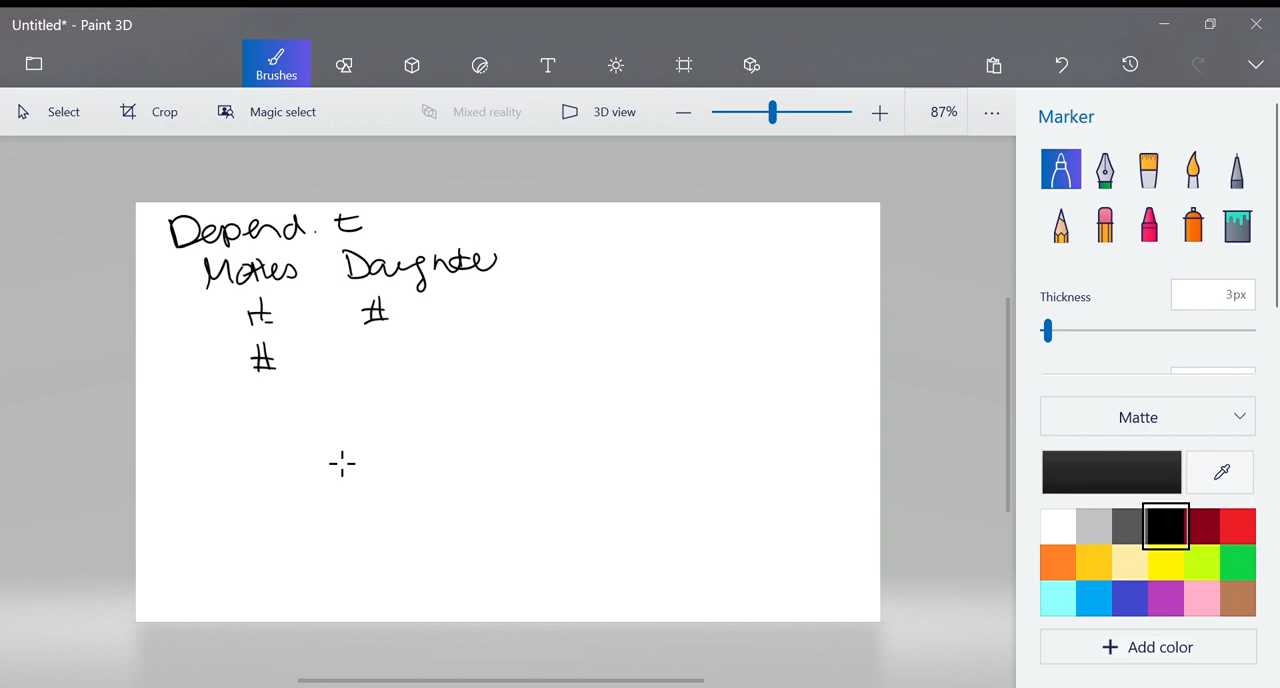 Untitled* - Paint 3D
Brushes
Select Crop Magic select Mixed reality 3D view 87%
Marker
Thickness 3px
Matte
Add color
Depend. t
Daughter
# 
#